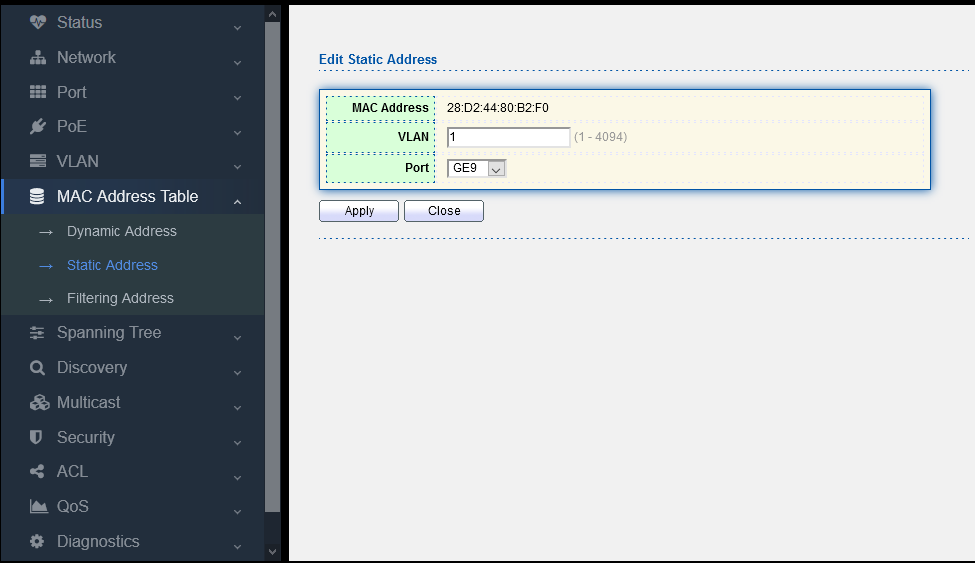 Status
Network
Port
PoE
VLAN
MAC Address Table
→ Dynamic Address
→ Static Address
→ Filtering Address
Spanning Tree
Discovery
Multicast
Security
ACL
QoS
Diagnostics
Edit Static Address
MAC Address 28:D2:44:80:B2:F0
VLAN 1 (1 - 4094)
Port GE9
Apply Close